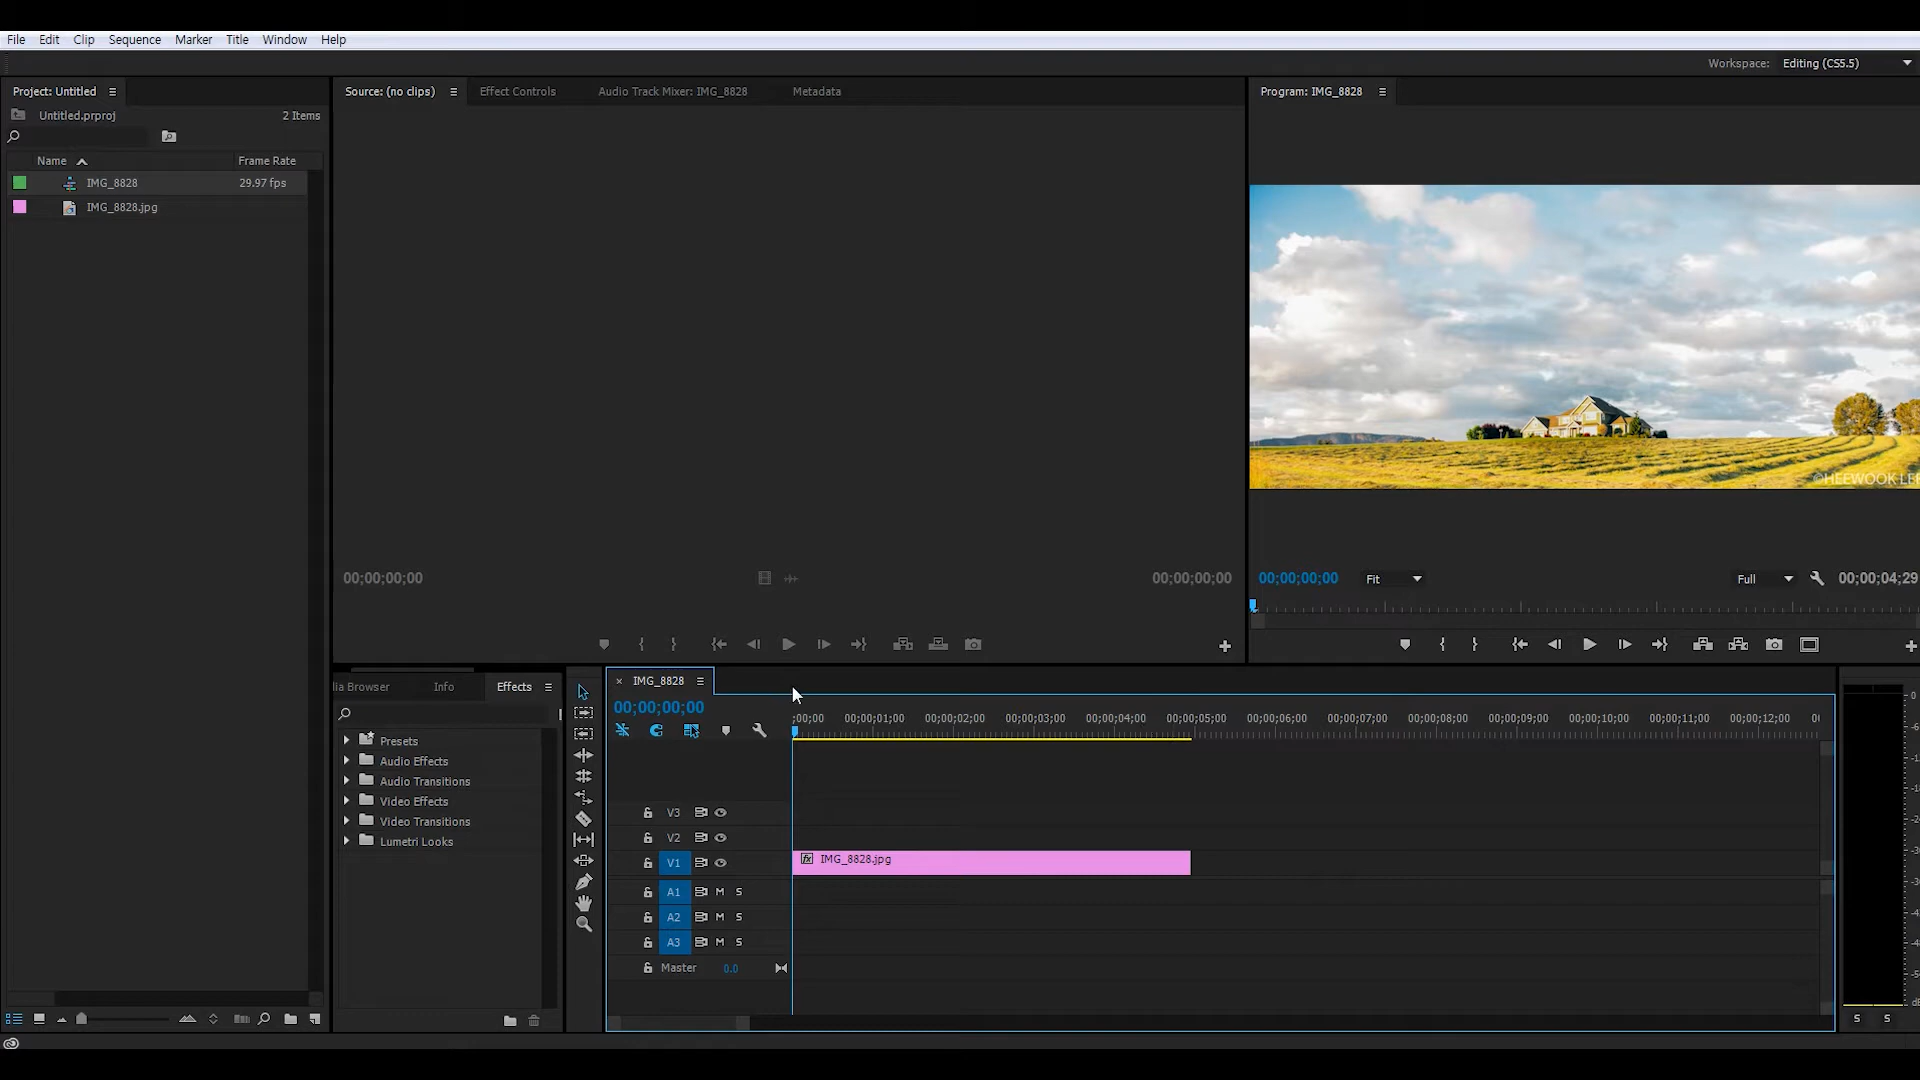 File Edit Clip Sequence Marker Title Window Help
Workspace: Editing (CS5.5)
Project: Untitled
Untitled.prproj 2 Items
Name Frame Rate
IMG_8828 29.97 fps
IMG_8828.jpg
Source: (no clips) Effect Controls Audio Track Mixer: IMG_8828 Metadata
00;00;00;00 00;00;00;00
Program: IMG_8828
©HEEWOOK LEE
00;00;00;00 Fit Full 00;00;04;29
Info Effects
Presets
Audio Effects
Audio Transitions
Video Effects
Video Transitions
Lumetri Looks
IMG_8828
00;00;00;00
;00;00 00;00;01;00 00;00;02;00 00;00;03;00 00;00;04;00 00;00;05;00 00;00;06;00 00;00;07;00 00;00;08;00 00;00;09;00 00;00;10;00 00;00;11;00 00;00;12;00
V3
V2
V1 fx IMG_8828.jpg
A1 M S
A2 M S
A3 M S
Master 0.0
0
S S